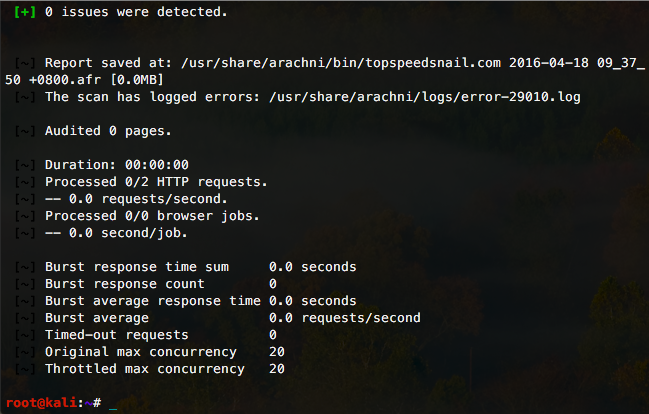 [+] 0 issues were detected.
[~] Report saved at: /usr/share/arachni/bin/topspeedsnail.com 2016-04-18 09_37_
50 +0800.afr [0.0MB]
[~] The scan has logged errors: /usr/share/arachni/logs/error-29010.log
[~] Audited 0 pages.
[~] Duration: 00:00:00
[~] Processed 0/2 HTTP requests.
[~] -- 0.0 requests/second.
[~] Processed 0/0 browser jobs.
[~] -- 0.0 second/job.
[~] Burst response time sum     0.0 seconds
[~] Burst response count        0
[~] Burst average response time 0.0 seconds
[~] Burst average               0.0 requests/second
[~] Timed-out requests          0
[~] Original max concurrency    20
[~] Throttled max concurrency   20
root@kali:~# _